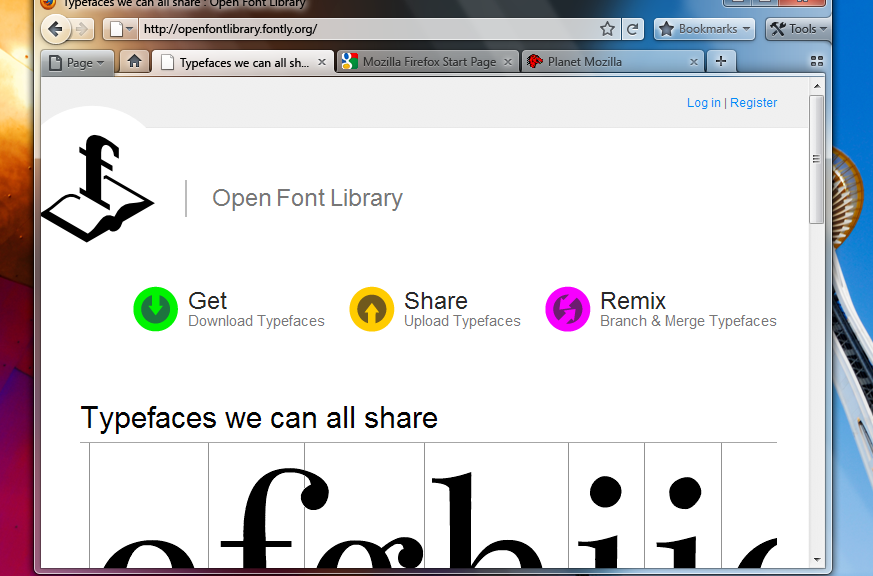 Typefaces we can all share : Open Font Library
http://openfontlibrary.fontly.org/
Bookmarks
Tools
Page
Typefaces we can all sh...
Mozilla Firefox Start Page
Planet Mozilla
Log in | Register
f
Open Font Library
Get
Download Typefaces
Share
Upload Typefaces
Remix
Branch & Merge Typefaces
Typefaces we can all share
efghij